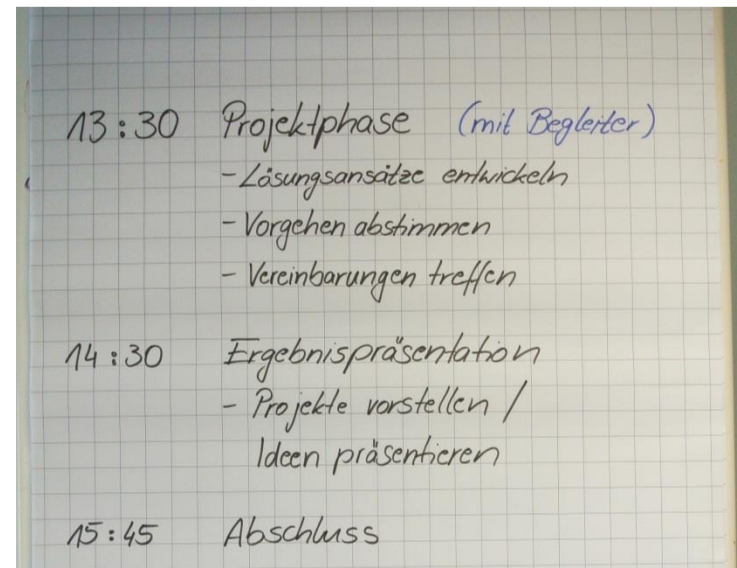 13:30 Projektphase (mit Begleiter)
- Lösungsansätze entwickeln
- Vorgehen abstimmen
- Vereinbarungen treffen
14:30 Ergebnispräsentation
- Projekte vorstellen /
Ideen präsentieren
15:45 Abschluss